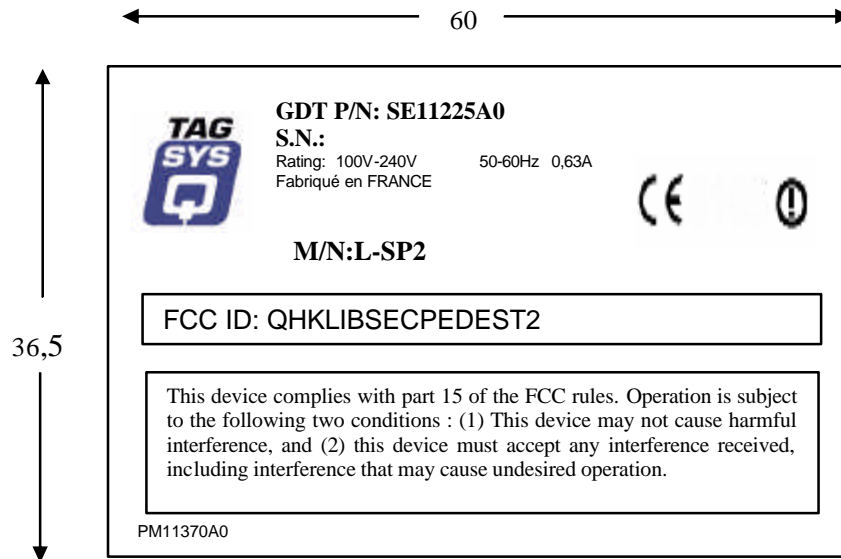 60
36,5
TAG
SYS
GDT P/N: SE11225A0
S.N.:
Rating: 100V-240V 50-60Hz 0,63A
Fabriqué en FRANCE
CE
M/N:L-SP2
FCC ID: QHKLIBSECPEDEST2
This device complies with part 15 of the FCC rules. Operation is subject
to the following two conditions : (1) This device may not cause harmful
interference, and (2) this device must accept any interference received,
including interference that may cause undesired operation.
PM11370A0